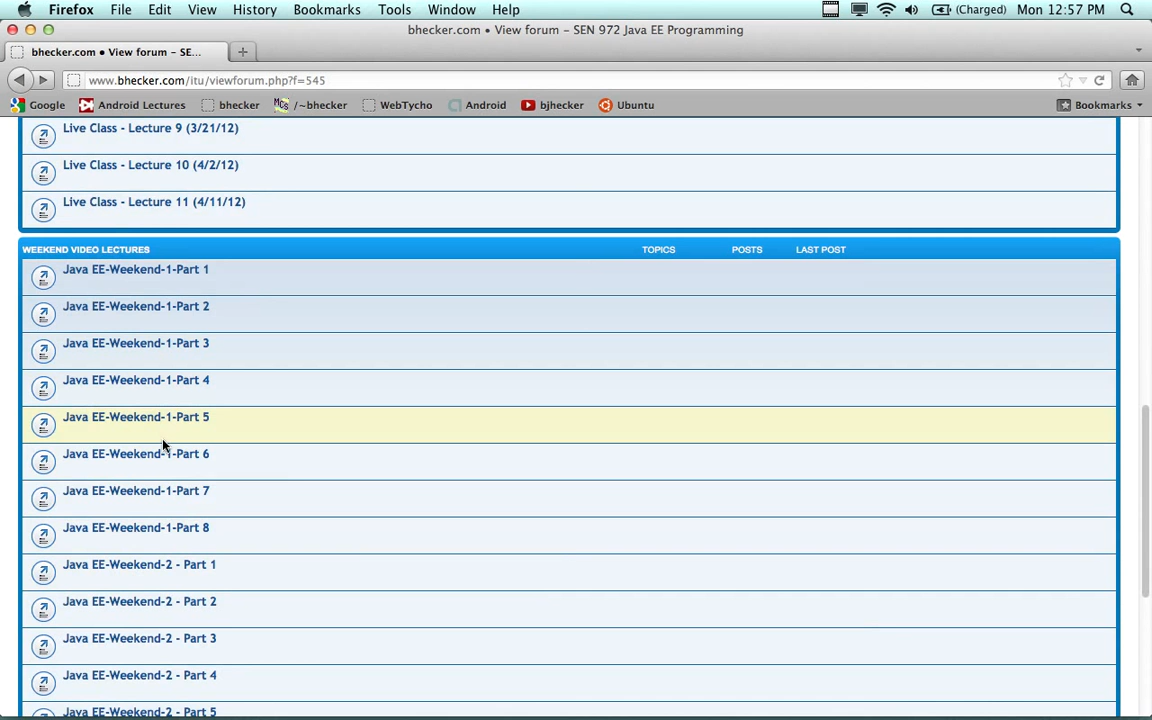 Firefox File Edit View History Bookmarks Tools Window Help (Charged) Mon 12:57 PM
bhecker.com • View forum – SEN 972 Java EE Programming
bhecker.com • View forum – SE... +
www.bhecker.com/itu/viewforum.php?f=545
Google Android Lectures bhecker MCS /~bhecker WebTycho Android bjhecker Ubuntu Bookmarks
Live Class - Lecture 9 (3/21/12)
Live Class - Lecture 10 (4/2/12)
Live Class - Lecture 11 (4/11/12)
WEEKEND VIDEO LECTURES TOPICS POSTS LAST POST
Java EE-Weekend-1-Part 1
Java EE-Weekend-1-Part 2
Java EE-Weekend-1-Part 3
Java EE-Weekend-1-Part 4
Java EE-Weekend-1-Part 5
Java EE-Weekend-1-Part 6
Java EE-Weekend-1-Part 7
Java EE-Weekend-1-Part 8
Java EE-Weekend-2 - Part 1
Java EE-Weekend-2 - Part 2
Java EE-Weekend-2 - Part 3
Java EE-Weekend-2 - Part 4
Java EE-Weekend-2 - Part 5